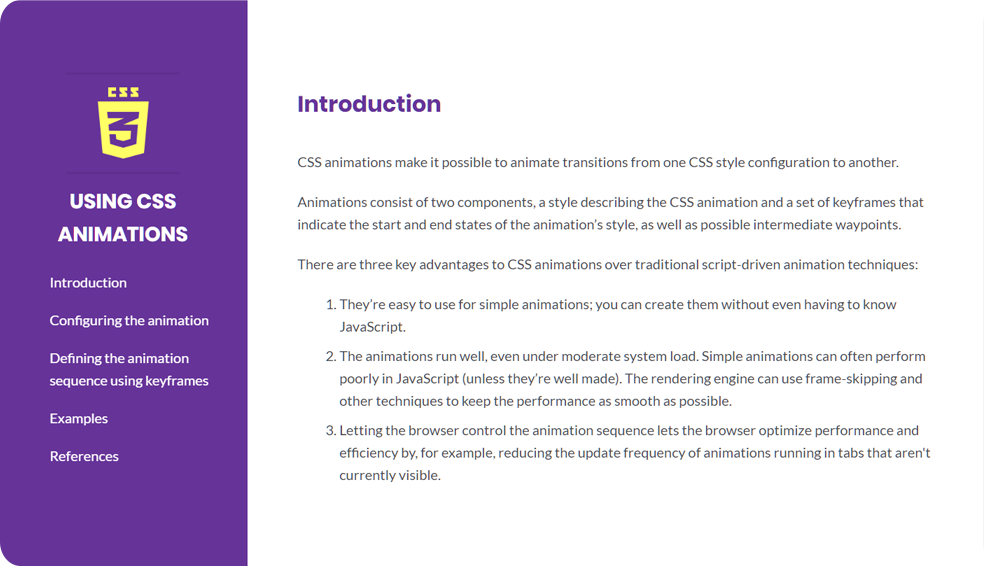 CSS
3
USING CSS
ANIMATIONS
Introduction
Configuring the animation
Defining the animation
sequence using keyframes
Examples
References
Introduction
CSS animations make it possible to animate transitions from one CSS style configuration to another.
Animations consist of two components, a style describing the CSS animation and a set of keyframes that
indicate the start and end states of the animation’s style, as well as possible intermediate waypoints.
There are three key advantages to CSS animations over traditional script-driven animation techniques:
1. They’re easy to use for simple animations; you can create them without even having to know
JavaScript.
2. The animations run well, even under moderate system load. Simple animations can often perform
poorly in JavaScript (unless they’re well made). The rendering engine can use frame-skipping and
other techniques to keep the performance as smooth as possible.
3. Letting the browser control the animation sequence lets the browser optimize performance and
efficiency by, for example, reducing the update frequency of animations running in tabs that aren't
currently visible.